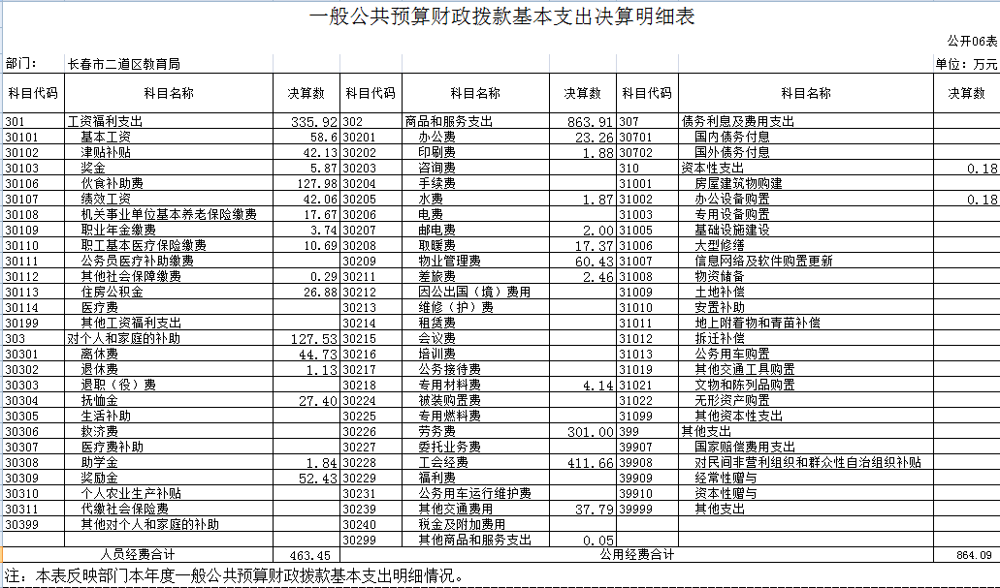 一般公共预算财政拨款基本支出决算明细表
公开06表
部门： 长春市二道区教育局 单位：万元
科目代码 科目名称 决算数 科目代码 科目名称 决算数 科目代码 科目名称 决算数
301 工资福利支出 335.92 302 商品和服务支出 863.91 307 债务利息及费用支出
30101 基本工资 58.6 30201 办公费 23.26 30701 国内债务付息
30102 津贴补贴 42.13 30202 印刷费 1.88 30702 国外债务付息
30103 奖金 5.87 30203 咨询费 310 资本性支出 0.18
30106 伙食补助费 127.98 30204 手续费 31001 房屋建筑物购建
30107 绩效工资 42.06 30205 水费 1.87 31002 办公设备购置 0.18
30108 机关事业单位基本养老保险缴费 17.67 30206 电费 31003 专用设备购置
30109 职业年金缴费 3.74 30207 邮电费 2.00 31005 基础设施建设
30110 职工基本医疗保险缴费 10.69 30208 取暖费 17.37 31006 大型修缮
30111 公务员医疗补助缴费 30209 物业管理费 60.43 31007 信息网络及软件购置更新
30112 其他社会保障缴费 0.29 30211 差旅费 2.46 31008 物资储备
30113 住房公积金 26.88 30212 因公出国（境）费用 31009 土地补偿
30114 医疗费 30213 维修（护）费 31010 安置补助
30199 其他工资福利支出 30214 租赁费 31011 地上附着物和青苗补偿
303 对个人和家庭的补助 127.53 30215 会议费 31012 拆迁补偿
30301 离休费 44.73 30216 培训费 31013 公务用车购置
30302 退休费 1.13 30217 公务接待费 31019 其他交通工具购置
30303 退职（役）费 30218 专用材料费 4.14 31021 文物和陈列品购置
30304 抚恤金 27.40 30224 被装购置费 31022 无形资产购置
30305 生活补助 30225 专用燃料费 31099 其他资本性支出
30306 救济费 30226 劳务费 301.00 399 其他支出
30307 医疗费补助 30227 委托业务费 39907 国家赔偿费用支出
30308 助学金 1.84 30228 工会经费 411.66 39908 对民间非营利组织和群众性自治组织补贴
30309 奖励金 52.43 30229 福利费 39909 经常性赠与
30310 个人农业生产补贴 30231 公务用车运行维护费 39910 资本性赠与
30311 代缴社会保险费 30239 其他交通费用 37.79 39999 其他支出
30399 其他对个人和家庭的补助 30240 税金及附加费用
30299 其他商品和服务支出 0.05
人员经费合计 463.45 公用经费合计 864.09
注：本表反映部门本年度一般公共预算财政拨款基本支出明细情况。